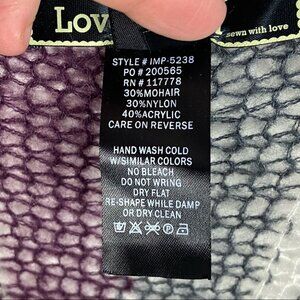 Lov
sewn with love
STYLE # IMP-5238
PO # 200565
RN # 117778
30%MOHAIR
30%NYLON
40%ACRYLIC
CARE ON REVERSE
HAND WASH COLD
W/SIMILAR COLORS
NO BLEACH
DO NOT WRING
DRY FLAT
RE-SHAPE WHILE DAMP
OR DRY CLEAN